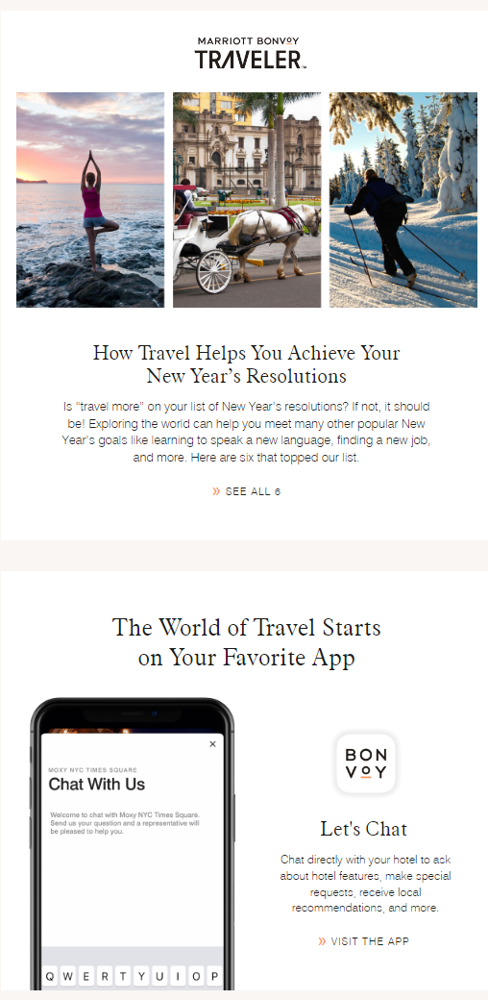 MARRIOTT BONVOY
TRAVELER™
How Travel Helps You Achieve Your
New Year’s Resolutions
Is “travel more” on your list of New Year’s resolutions? If not, it should
be! Exploring the world can help you meet many other popular New
Year’s goals like learning to speak a new language, finding a new job,
and more. Here are six that topped our list.
» SEE ALL 6
The World of Travel Starts
on Your Favorite App
×
MOXY NYC TIMES SQUARE
Chat With Us
Welcome to chat with Moxy NYC Times Square.
Send us your question and a representative will
be pleased to help you.
Q W E R T Y U I O P
BON
VOY
Let's Chat
Chat directly with your hotel to ask
about hotel features, make special
requests, receive local
recommendations, and more.
» VISIT THE APP